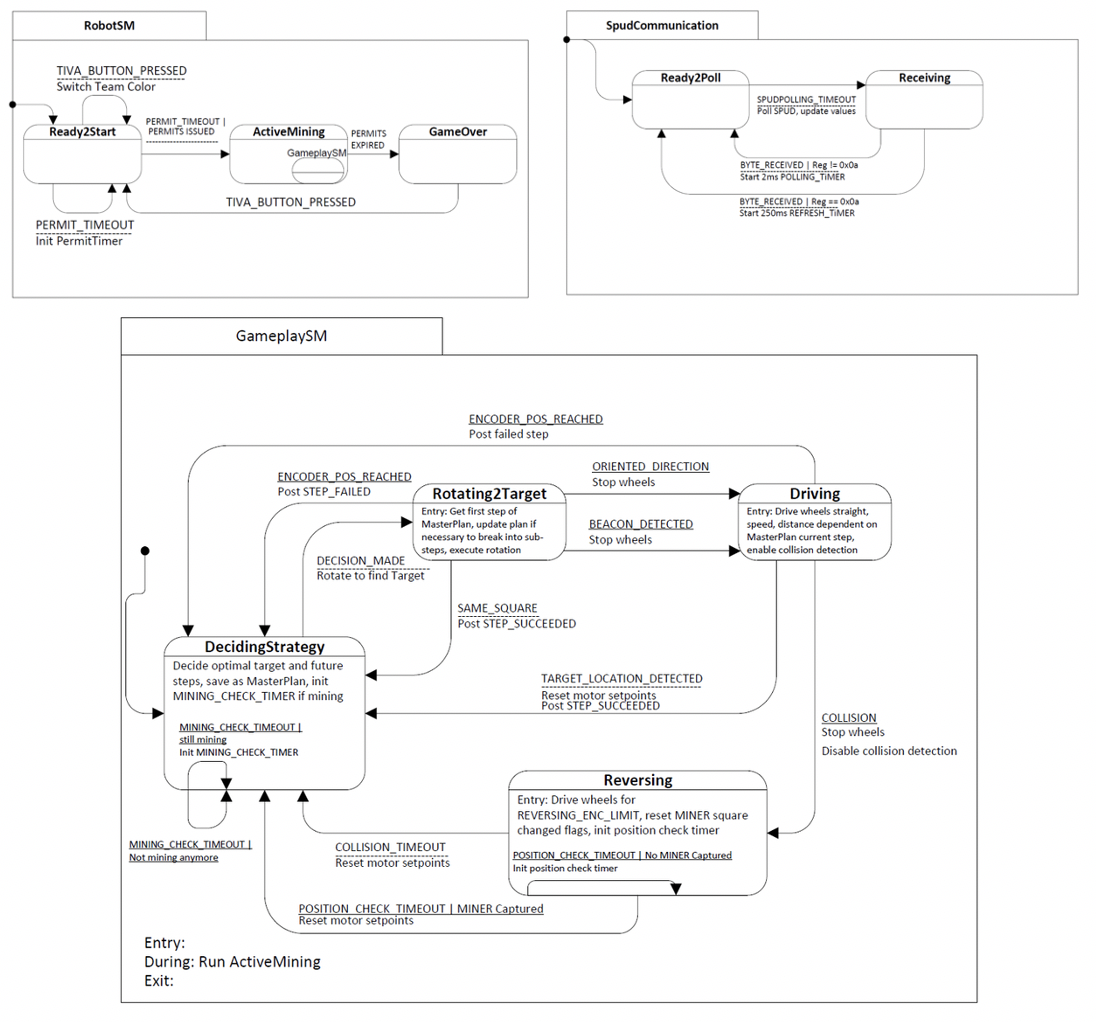 RobotSM
TIVA_BUTTON_PRESSED
Switch Team Color
Ready2Start
PERMIT_TIMEOUT |
PERMITS ISSUED
ActiveMining
GameplaySM
PERMITS
EXPIRED
GameOver
TIVA_BUTTON_PRESSED
PERMIT_TIMEOUT
Init PermitTimer
SpudCommunication
Ready2Poll
Receiving
SPUDPOLLING_TIMEOUT
Poll SPUD, update values
BYTE_RECEIVED | Reg != 0x0a
Start 2ms POLLING_TiMER
BYTE_RECEIVED | Reg == 0x0a
Start 250ms REFRESH_TiMER
GameplaySM
ENCODER_POS_REACHED
Post failed step
ENCODER_POS_REACHED
Post STEP_FAILED
Rotating2Target
Entry: Get first step of
MasterPlan, update plan if
necessary to break into sub-
steps, execute rotation
ORIENTED_DIRECTION
Stop wheels
BEACON_DETECTED
Stop wheels
Driving
Entry: Drive wheels straight,
speed, distance dependent on
MasterPlan current step,
enable collision detection
DECISION_MADE
Rotate to find Target
SAME_SQUARE
Post STEP_SUCCEEDED
DecidingStrategy
Decide optimal target and future
steps, save as MasterPlan, init
MINING_CHECK_TIMER if mining
MINING_CHECK_TIMEOUT |
still mining
Init MINING_CHECK_TIMER
MINING_CHECK_TIMEOUT |
Not mining anymore
TARGET_LOCATION_DETECTED
Reset motor setpoints
Post STEP_SUCCEEDED
COLLISION
Stop wheels
Disable collision detection
Reversing
Entry: Drive wheels for
REVERSING_ENC_LIMIT, reset MINER square
changed flags, init position check timer
POSITION_CHECK_TIMEOUT | No MINER Captured
Init position check timer
COLLISION_TIMEOUT
Reset motor setpoints
POSITION_CHECK_TIMEOUT | MINER Captured
Reset motor setpoints
Entry:
During: Run ActiveMining
Exit: